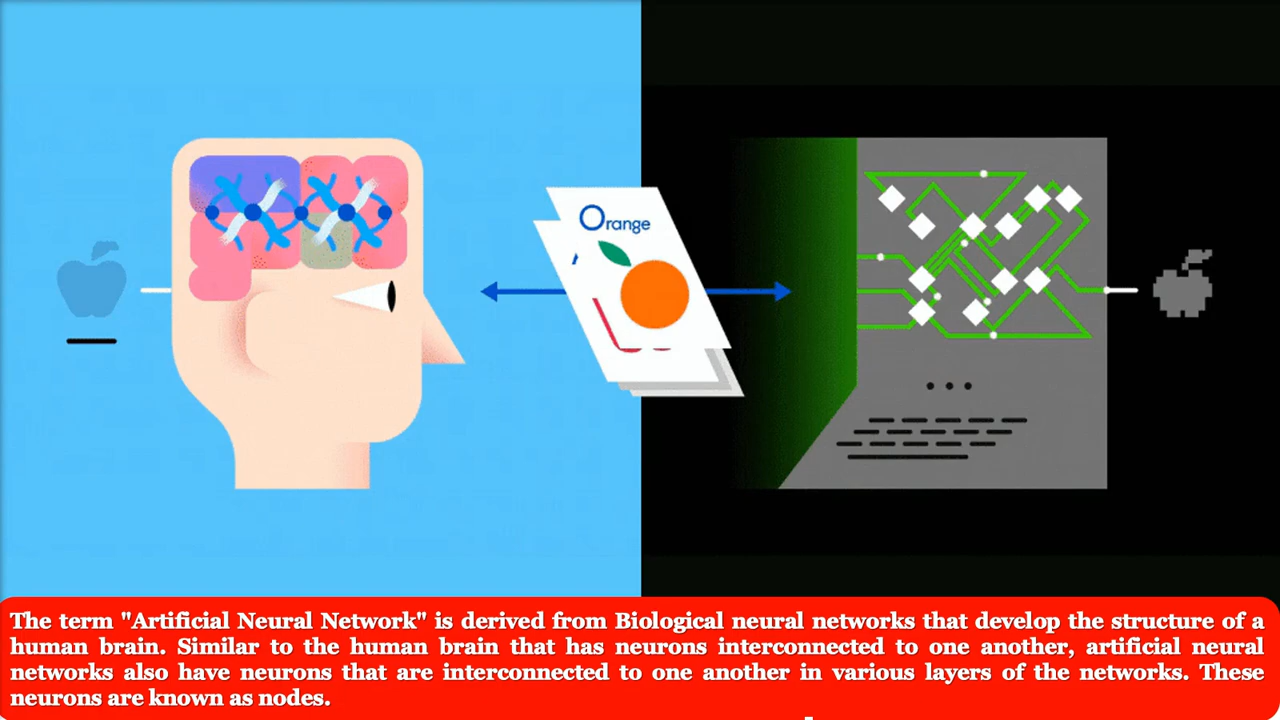 Orange
The term "Artificial Neural Network" is derived from Biological neural networks that develop the structure of a
human brain. Similar to the human brain that has neurons interconnected to one another, artificial neural
networks also have neurons that are interconnected to one another in various layers of the networks. These
neurons are known as nodes.